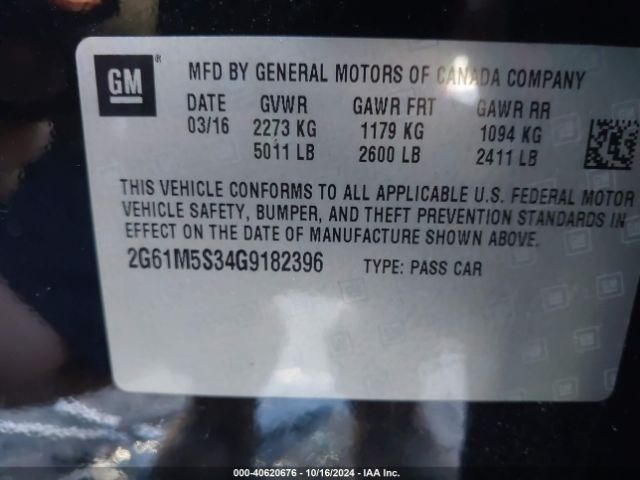 GM
MFD BY GENERAL MOTORS OF CANADA COMPANY
DATE GVWR GAWR FRT GAWR RR
03/16 2273 KG 1179 KG 1094 KG
5011 LB 2600 LB 2411 LB
THIS VEHICLE CONFORMS TO ALL APPLICABLE U.S. FEDERAL MOTOR
VEHICLE SAFETY, BUMPER, AND THEFT PREVENTION STANDARDS IN
EFFECT ON THE DATE OF MANUFACTURE SHOWN ABOVE.
2G61M5S34G9182396 TYPE: PASS CAR
000-40620676 - 10/16/2024 - IAA Inc.